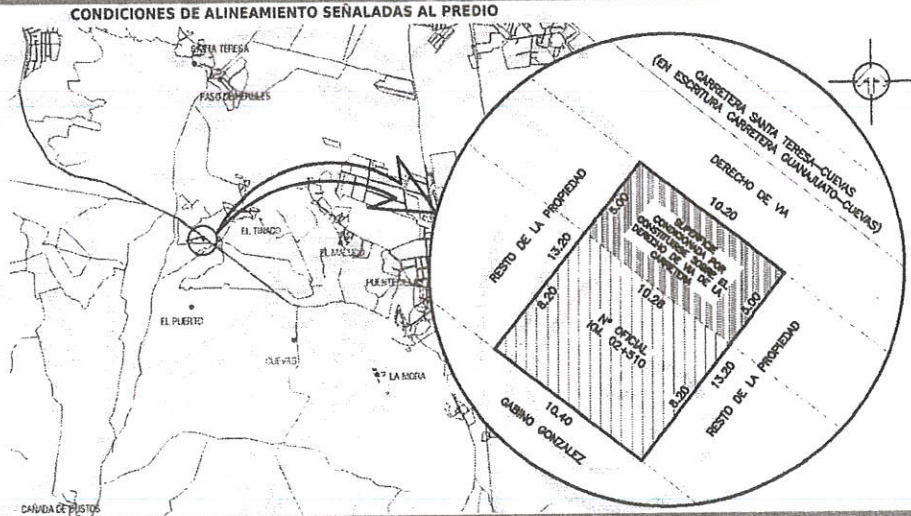 CONDICIONES DE ALINEAMIENTO SEÑALADAS AL PREDIO
SANTA TERESA
PASO DE PERULES
EL TINACO
EL MALUCO
EL PUERTO
CUEVAS
LA MORA
CAÑADA DE BUSTOS
CARRETERA SANTA TERESA-CUEVAS
(EN ESCRITURA CARRETERA GUANAJUATO-CUEVAS)
DERECHO DE VIA
10.20
RESTO DE LA PROPIEDAD
13.20
5.00
8.20
SUPERFICIE
CONDICIONADA POR
CONSTRUIRSE SOBRE EL
DERECHO DE VIA DE LA
CARRETERA
10.28
5.00
Nº OFICIAL
KM. 02+510
8.20
13.20
RESTO DE LA PROPIEDAD
10.40
GABINO GONZALEZ